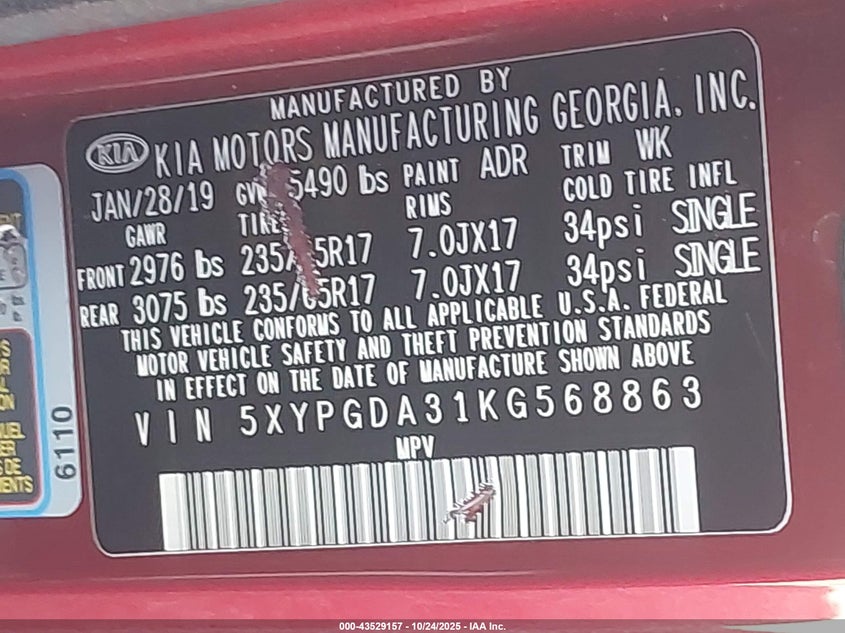 MANUFACTURED BY
KIA KIA MOTORS MANUFACTURING GEORGIA, INC.
JAN/28/19 5490 lbs PAINT ADR TRIM WK
GAWR RIMS COLD TIRE INFL
FRONT 2976 lbs 7.0JX17 34psi SINGLE
REAR 3075 lbs 235/65R17 7.0JX17 34psi SINGLE
THIS VEHICLE CONFORMS TO ALL APPLICABLE U.S.A. FEDERAL
MOTOR VEHICLE SAFETY AND THEFT PREVENTION STANDARDS
IN EFFECT ON THE DATE OF MANUFACTURE SHOWN ABOVE
VIN 5XYPGDA31KG568863
MPV
6110
000-43529157 - 10/24/2025 - IAA Inc.